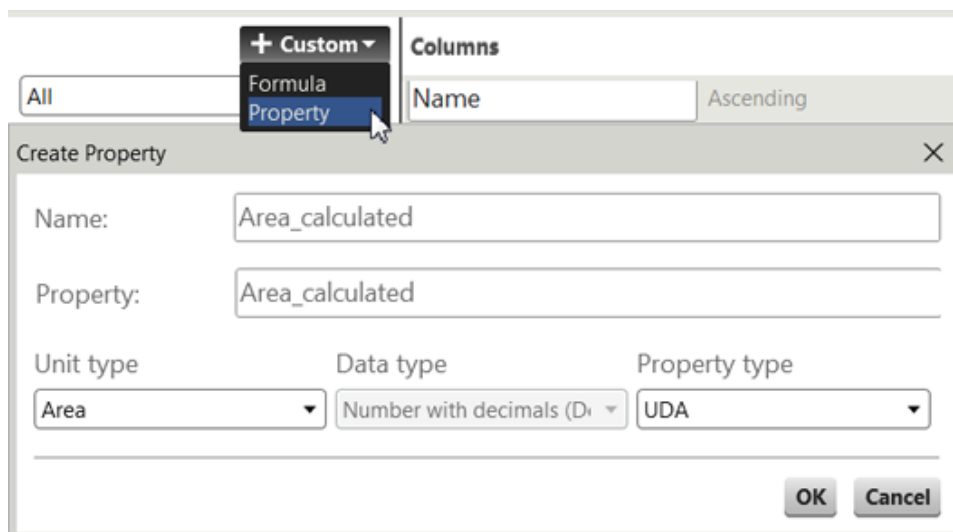 + Custom
Columns
All
Formula
Property
Name
Ascending
Create Property
Name:
Area_calculated
Property:
Area_calculated
Unit type
Data type
Property type
Area
Number with decimals (D
UDA
OK
Cancel